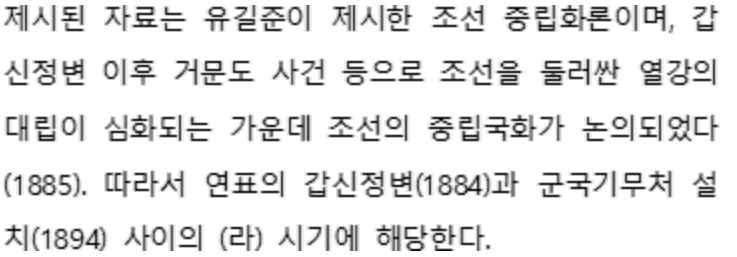 제시된 자료는 유길준이 제시한 조선 중립화론이며, 갑
신정변 이후 거문도 사건 등으로 조선을 둘러싼 열강의
대립이 심화되는 가운데 조선의 중립국화가 논의되었다
(1885). 따라서 연표의 갑신정변(1884)과 군국기무처 설
치(1894) 사이의 (라) 시기에 해당한다.